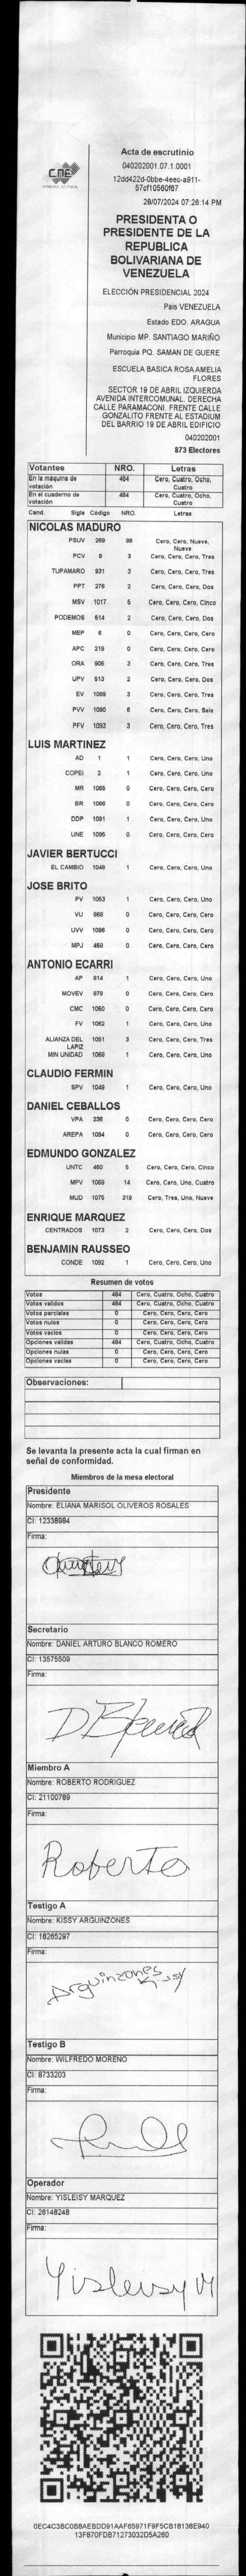 CNE
Acta de escrutinio
040202001.07.1.0001
12dd422d-0bbe-4eec-a911-
57cf10560f67
28/07/2024 07:26:14 PM
PRESIDENTA O
PRESIDENTE DE LA
REPUBLICA
BOLIVARIANA DE
VENEZUELA
ELECCIÓN PRESIDENCIAL 2024
Pais VENEZUELA
Estado EDO. ARAGUA
Municipio MP. SANTIAGO MARIÑO
Parroquia PQ. SAMAN DE GUERE
ESCUELA BASICA ROSA AMELIA
FLORES
SECTOR 19 DE ABRIL IZQUIERDA
AVENIDA INTERCOMUNAL. DERECHA
CALLE PARAMACONI. FRENTE CALLE
GONZALITO FRENTE AL ESTADIUM
DEL BARRIO 19 DE ABRIL EDIFICIO
040202001
873 Electores
Votantes NRO. Letras
En la máquina de votación 484 Cero, Cuatro, Ocho, Cuatro
En el cuaderno de votación 484 Cero, Cuatro, Ocho, Cuatro
Cand. Sigla Código NRO. Letras
NICOLAS MADURO
PSUV 269 99 Cero, Cero, Nueve, Nueve
PCV 9 3 Cero, Cero, Cero, Tres
TUPAMARO 931 3 Cero, Cero, Cero, Tres
PPT 276 2 Cero, Cero, Cero, Dos
MSV 1017 5 Cero, Cero, Cero, Cinco
PODEMOS 514 2 Cero, Cero, Cero, Dos
MEP 6 0 Cero, Cero, Cero, Cero
APC 219 0 Cero, Cero, Cero, Cero
ORA 906 3 Cero, Cero, Cero, Tres
UPV 513 2 Cero, Cero, Cero, Dos
EV 1089 3 Cero, Cero, Cero, Tres
PVV 1090 6 Cero, Cero, Cero, Seis
PFV 1093 3 Cero, Cero, Cero, Tres
LUIS MARTINEZ
AD 1 1 Cero, Cero, Cero, Uno
COPEI 2 1 Cero, Cero, Cero, Uno
MR 1065 0 Cero, Cero, Cero, Cero
BR 1066 0 Cero, Cero, Cero, Cero
DDP 1091 1 Cero, Cero, Cero, Uno
UNE 1095 0 Cero, Cero, Cero, Cero
JAVIER BERTUCCI
EL CAMBIO 1048 1 Cero, Cero, Cero, Uno
JOSE BRITO
PV 1053 1 Cero, Cero, Cero, Uno
VU 868 0 Cero, Cero, Cero, Cero
UVV 1096 0 Cero, Cero, Cero, Cero
MPJ 459 0 Cero, Cero, Cero, Cero
ANTONIO ECARRI
AP 814 1 Cero, Cero, Cero, Uno
MOVEV 978 0 Cero, Cero, Cero, Cero
CMC 1050 0 Cero, Cero, Cero, Cero
FV 1062 1 Cero, Cero, Cero, Uno
ALIANZA DEL LAPIZ 1051 3 Cero, Cero, Cero, Tres
MIN UNIDAD 1069 1 Cero, Cero, Cero, Uno
CLAUDIO FERMIN
SPV 1049 1 Cero, Cero, Cero, Uno
DANIEL CEBALLOS
VPA 236 0 Cero, Cero, Cero, Cero
AREPA 1094 0 Cero, Cero, Cero, Cero
EDMUNDO GONZALEZ
UNTC 460 5 Cero, Cero, Cero, Cinco
MPV 1069 14 Cero, Cero, Uno, Cuatro
MUD 1075 319 Cero, Tres, Uno, Nueve
ENRIQUE MARQUEZ
CENTRADOS 1073 2 Cero, Cero, Cero, Dos
BENJAMIN RAUSSEO
CONDE 1092 1 Cero, Cero, Cero, Uno
Resumen de votos
Votos 484 Cero, Cuatro, Ocho, Cuatro
Votos validos 484 Cero, Cuatro, Ocho, Cuatro
Votos parciales 0 Cero, Cero, Cero, Cero
Votos nulos 0 Cero, Cero, Cero, Cero
Votos vacios 0 Cero, Cero, Cero, Cero
Opciones validas 484 Cero, Cuatro, Ocho, Cuatro
Opciones nulas 0 Cero, Cero, Cero, Cero
Opciones vacias 0 Cero, Cero, Cero, Cero
Observaciones:
Se levanta la presente acta la cual firman en
señal de conformidad.
Miembros de la mesa electoral
Presidente
Nombre: ELIANA MARISOL OLIVEROS ROSALES
CI: 12338984
Firma:
Secretario
Nombre: DANIEL ARTURO BLANCO ROMERO
CI: 13575509
Firma:
Miembro A
Nombre: ROBERTO RODRIGUEZ
CI: 21100789
Firma:
Roberto
Testigo A
Nombre: KISSY ARGUINZONES
CI: 18265297
Firma:
Arguinzones Kissy
Testigo B
Nombre: WILFREDO MORENO
CI: 8733203
Firma:
Operador
Nombre: YISLEISY MARQUEZ
CI: 26148248
Firma:
Yisleisy M
0EC4C3BC0B8AEBDD91AAF65971F9F5CB18138E940
13F870FDB71273032D5A260